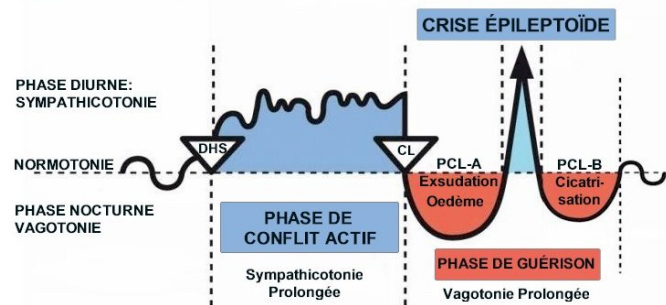 CRISE ÉPILEPTOÏDE
PHASE DIURNE:
SYMPATHICOTONIE
DHS
CL
NORMOTONIE
PCL-A
Exsudation
Oedème
PCL-B
Cicatri-
sation
PHASE NOCTURNE
VAGOTONIE
PHASE DE
CONFLIT ACTIF
PHASE DE GUÉRISON
Sympathicotonie
Prolongée
Vagotonie Prolongée